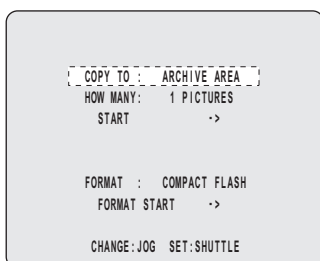 COPY TO : ARCHIVE AREA
HOW MANY: 1 PICTURES
START ->
FORMAT : COMPACT FLASH
FORMAT START ->
CHANGE:JOG SET:SHUTTLE